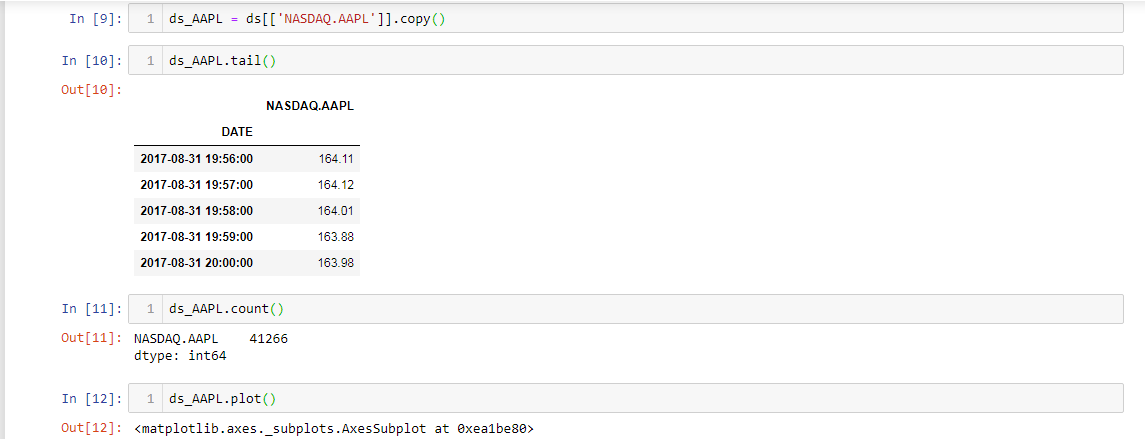 In [9]: 1 ds_AAPL = ds[['NASDAQ.AAPL']].copy()
In [10]: 1 ds_AAPL.tail()
Out[10]:
NASDAQ.AAPL
DATE
2017-08-31 19:56:00 164.11
2017-08-31 19:57:00 164.12
2017-08-31 19:58:00 164.01
2017-08-31 19:59:00 163.88
2017-08-31 20:00:00 163.98
In [11]: 1 ds_AAPL.count()
Out[11]: NASDAQ.AAPL 41266
dtype: int64
In [12]: 1 ds_AAPL.plot()
Out[12]: <matplotlib.axes._subplots.AxesSubplot at 0xea1be80>